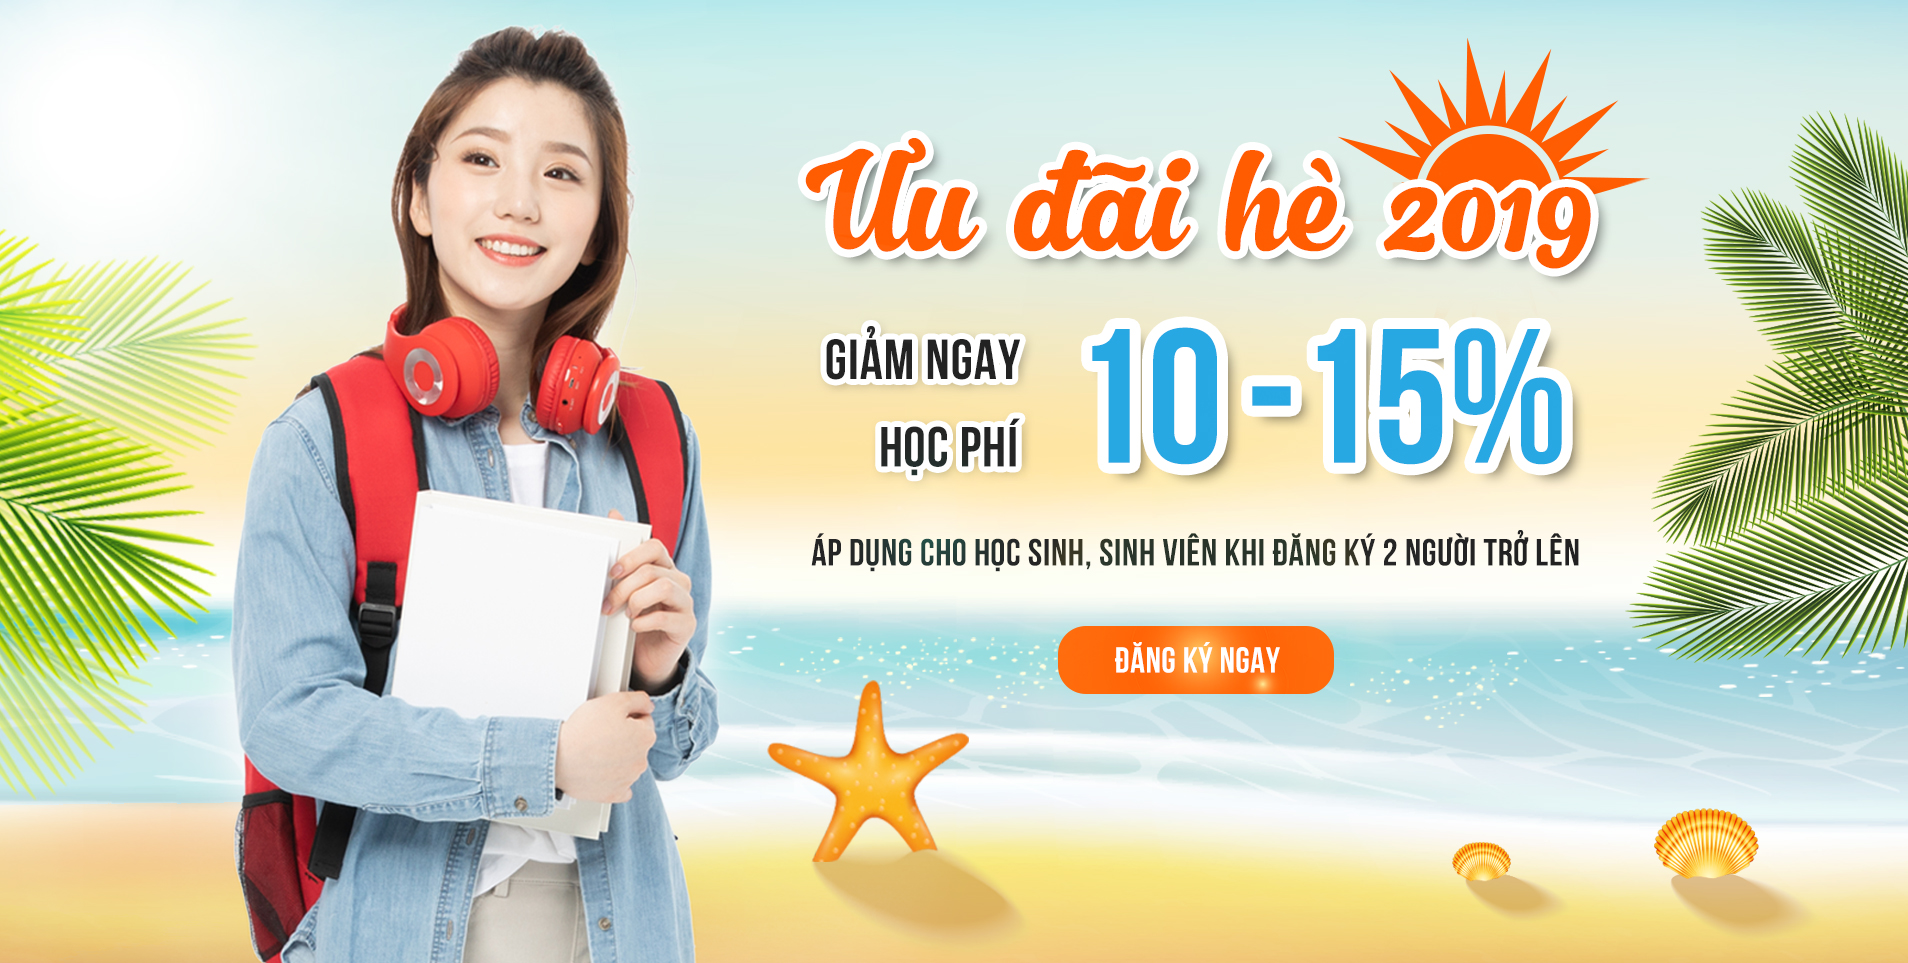 Ưu đãi hè 2019
GIẢM NGAY
HỌC PHÍ
10-15%
ÁP DỤNG CHO HỌC SINH, SINH VIÊN KHI ĐĂNG KÝ 2 NGƯỜI TRỞ LÊN
ĐĂNG KÝ NGAY